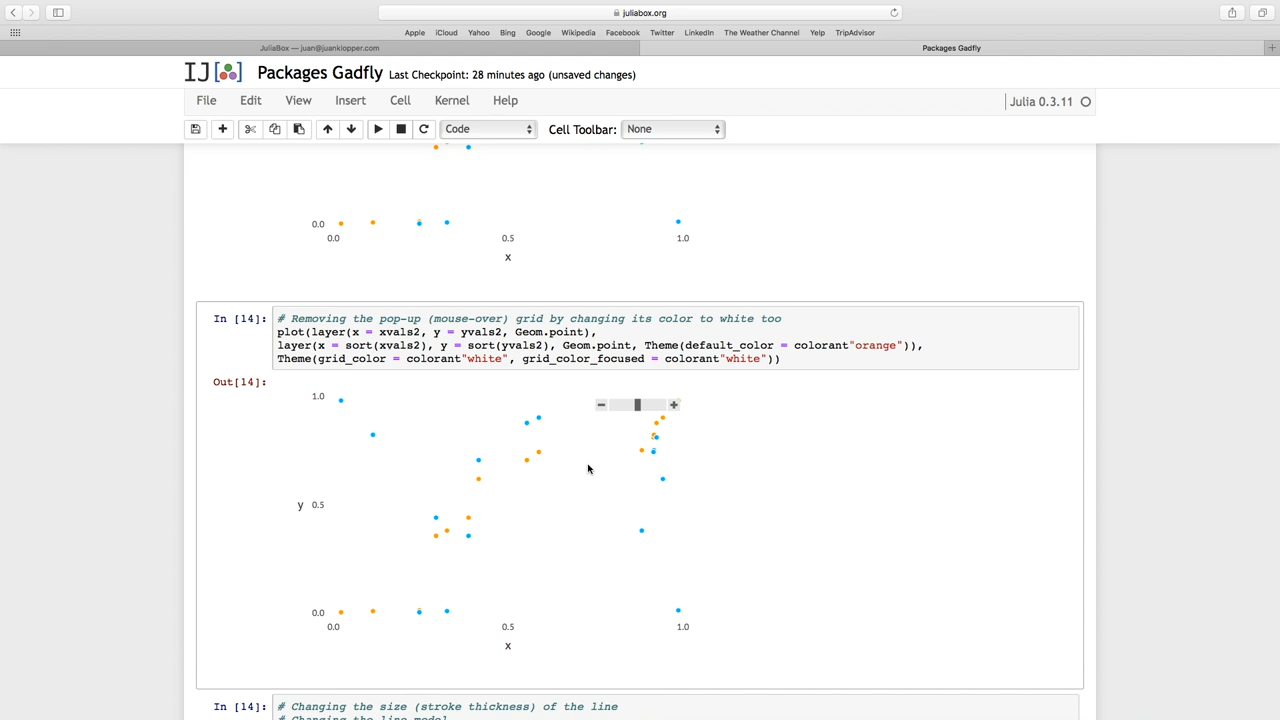 juliabox.org
Apple iCloud Yahoo Bing Google Wikipedia Facebook Twitter LinkedIn The Weather Channel Yelp TripAdvisor
JuliaBox — juan@juanklopper.com
Packages Gadfly
IJ[ ] Packages Gadfly Last Checkpoint: 28 minutes ago (unsaved changes)
File Edit View Insert Cell Kernel Help
Julia 0.3.11
Code
Cell Toolbar: None
0.0
0.0 0.5 1.0
x
In [14]:
# Removing the pop-up (mouse-over) grid by changing its color to white too
plot(layer(x = xvals2, y = yvals2, Geom.point),
layer(x = sort(xvals2), y = sort(yvals2), Geom.point, Theme(default_color = colorant"orange")),
Theme(grid_color = colorant"white", grid_color_focused = colorant"white"))
Out[14]:
1.0
y 0.5
0.0
0.0 0.5 1.0
x
In [14]:
# Changing the size (stroke thickness) of the line
# Changing the line model